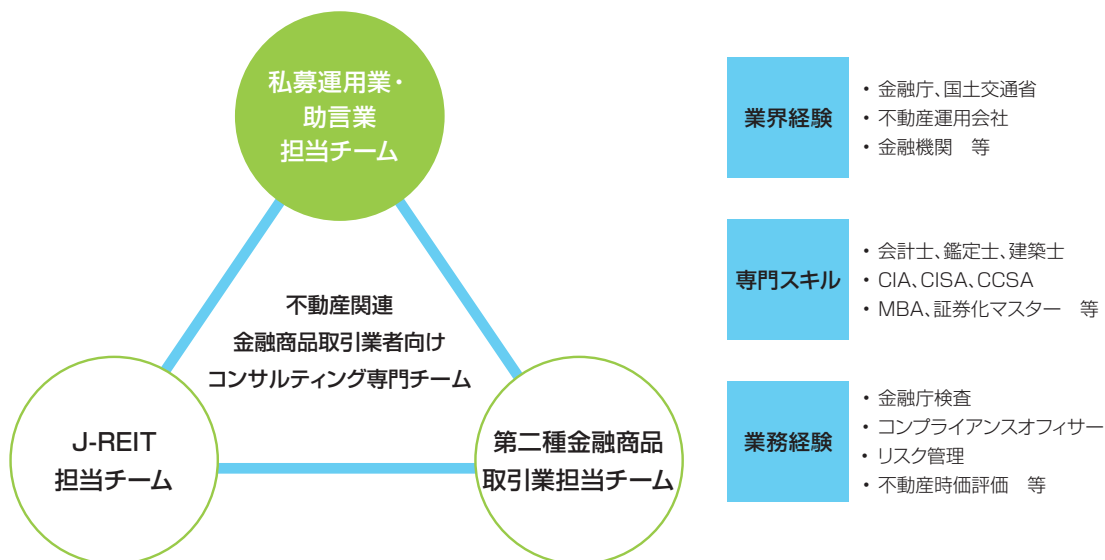 私募運用業・
助言業
担当チーム
不動産関連
金融商品取引業者向け
コンサルティング専門チーム
J-REIT
担当チーム
第二種金融商品
取引業担当チーム
業界経験
・金融庁、国土交通省
・不動産運用会社
・金融機関　等
専門スキル
・会計士、鑑定士、建築士
・CIA、CISA、CCSA
・MBA、証券化マスター　等
業務経験
・金融庁検査
・コンプライアンスオフィサー
・リスク管理
・不動産時価評価　等